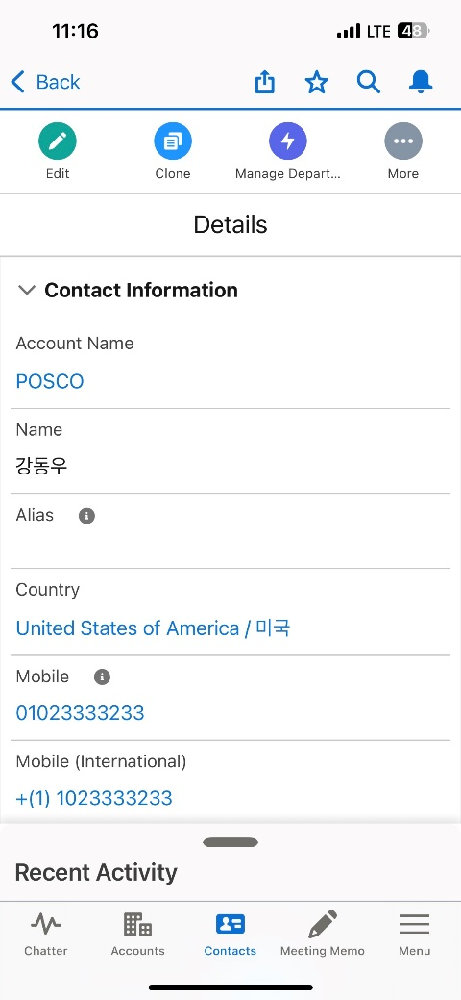 11:16
LTE 48
Back
Edit
Clone
Manage Depart...
More
Details
Contact Information
Account Name
POSCO
Name
강동우
Alias
Country
United States of America / 미국
Mobile
01023333233
Mobile (International)
+(1) 1023333233
Recent Activity
Chatter
Accounts
Contacts
Meeting Memo
Menu